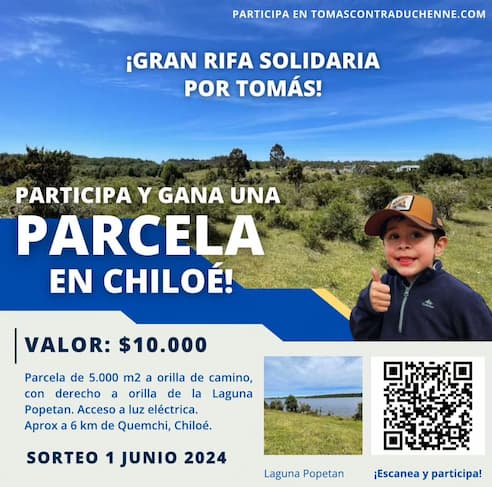 PARTICIPA EN TOMASCONTRADUCHENNE.COM
¡GRAN RIFA SOLIDARIA
POR TOMÁS!
PARTICIPA Y GANA UNA
PARCELA
EN CHILOÉ!
VALOR: $10.000
Parcela de 5.000 m2 a orilla de camino,
con derecho a orilla de la Laguna
Popetan. Acceso a luz eléctrica.
Aprox a 6 km de Quemchi, Chiloé.
SORTEO 1 JUNIO 2024
Laguna Popetan
¡Escanea y participa!